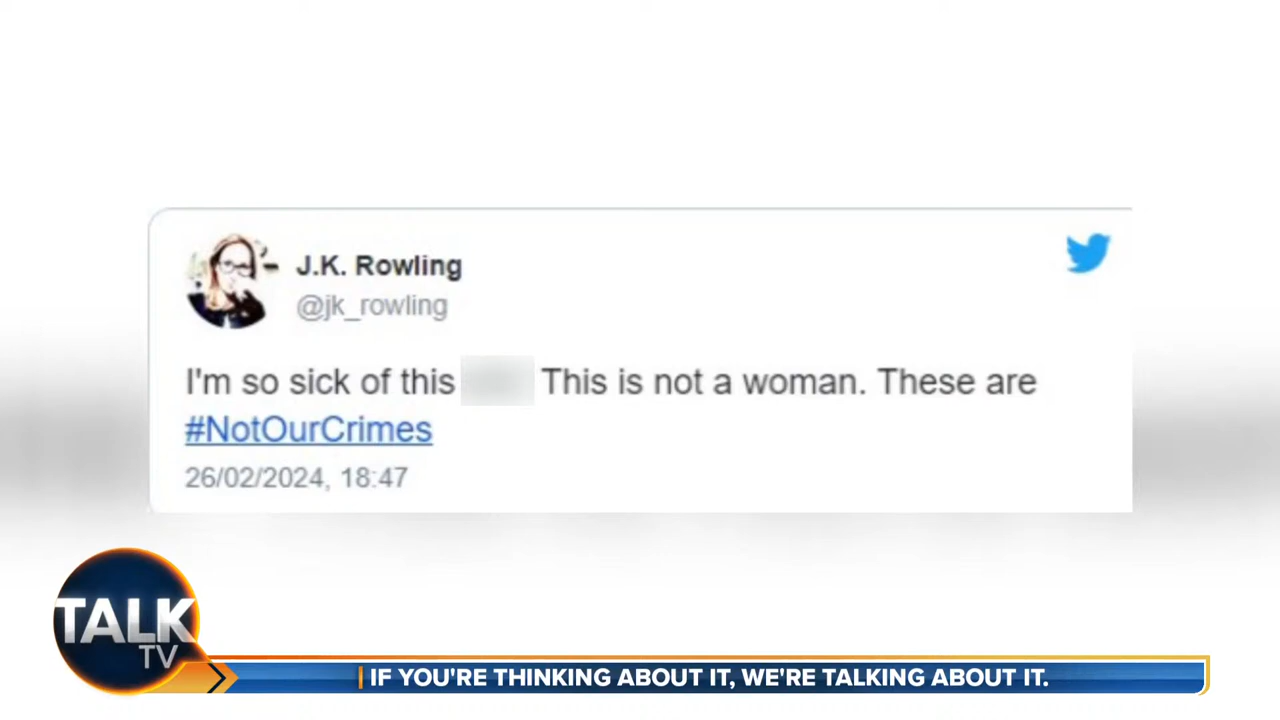 J.K. Rowling
@jk_rowling
I'm so sick of this This is not a woman. These are
#NotOurCrimes
26/02/2024, 18:47
TALK
TV
IF YOU'RE THINKING ABOUT IT, WE'RE TALKING ABOUT IT.